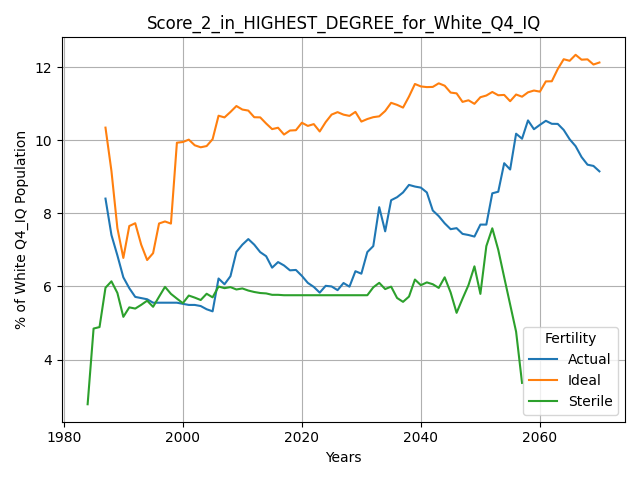 Score_2_in_HIGHEST_DEGREE_for_White_Q4_IQ
% of White Q4_IQ Population
12
10
8
6
4
1980
2000
2020
2040
2060
Years
Fertility
Actual
Ideal
Sterile